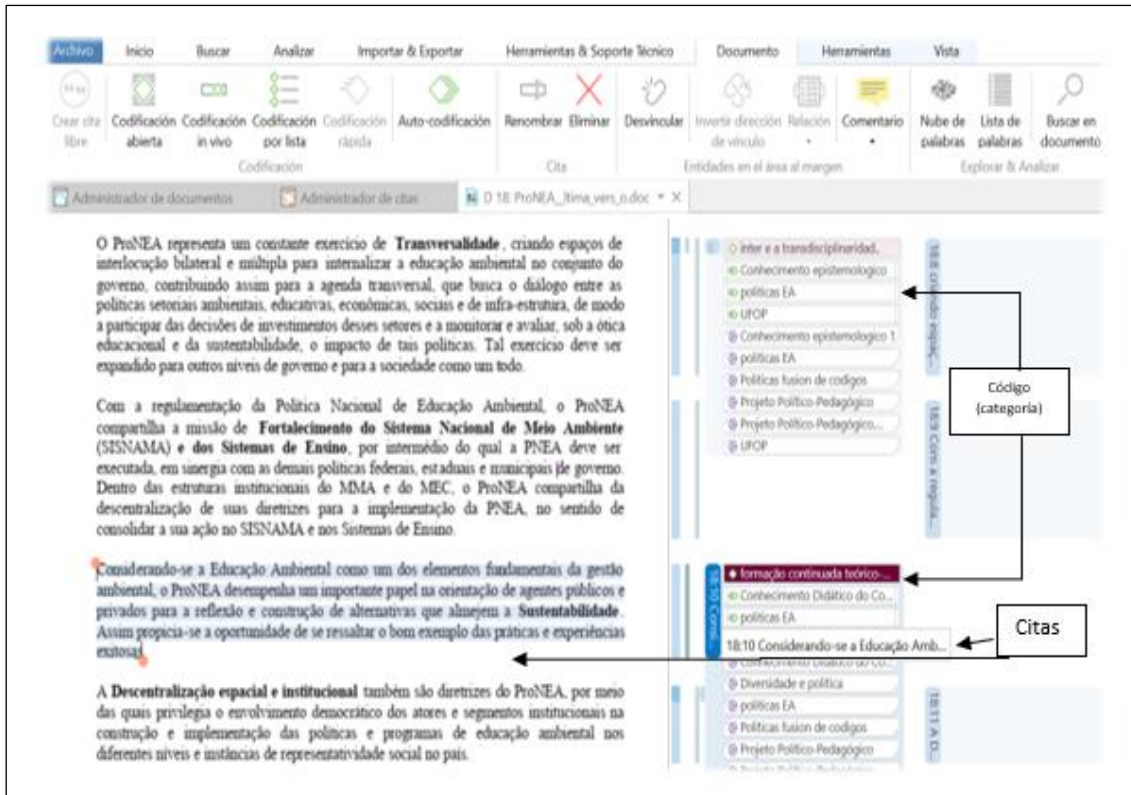 Archivo Inicio Buscar Analizar Importar & Exportar Herramientas & Soporte Técnico Documento Herramientas Vista
Crear cita libre
Codificación abierta
Codificación in vivo
Codificación por lista
Codificación rápida
Auto-codificación
Renombrar
Eliminar
Desvincular
Invertir dirección de vínculo
Relación
Comentario
Nube de palabras
Lista de palabras
Buscar en documento
Codificación Cita Entidades en el área al margen Explorar & Analizar
Administrador de documentos Administrador de citas D 18: ProNEA_ltima_vers_o.doc
O ProNEA representa um constante exercício de Transversalidade, criando espaços de
interlocução bilateral e múltipla para internalizar a educação ambiental no conjunto do
governo, contribuindo assim para a agenda transversal, que busca o diálogo entre as
políticas setoriais ambientais, educativas, econômicas, sociais e de infra-estrutura, de modo
a participar das decisões de investimentos desses setores e a monitorar e avaliar, sob a ótica
educacional e da sustentabilidade, o impacto de tais políticas. Tal exercício deve ser
expandido para outros níveis de governo e para a sociedade como um todo.
Com a regulamentação da Política Nacional de Educação Ambiental, o ProNEA
compartilha a missão de Fortalecimento do Sistema Nacional de Meio Ambiente
(SISNAMA) e dos Sistemas de Ensino, por intermédio do qual a PNEA deve ser
executada, em sinergia com as demais políticas federais, estaduais e municipais de governo.
Dentro das estruturas institucionais do MMA e do MEC, o ProNEA compartilha da
descentralização de suas diretrizes para a implementação da PNEA, no sentido de
consolidar a sua ação no SISNAMA e nos Sistemas de Ensino.
Considerando-se a Educação Ambiental como um dos elementos fundamentais da gestão
ambiental, o ProNEA desempenha um importante papel na orientação de agentes públicos e
privados para a reflexão e construção de alternativas que almejem a Sustentabilidade.
Assim propicia-se a oportunidade de se ressaltar o bom exemplo das práticas e experiências
exitosas.
A Descentralização espacial e institucional também são diretrizes do ProNEA, por meio
das quais privilegia o envolvimento democrático dos atores e segmentos institucionais na
construção e implementação das políticas e programas de educação ambiental nos
diferentes níveis e instâncias de representatividade social no país.
inter e a transdisciplinaridad..
Conhecimento epistemologico
políticas EA
UFOP
Conhecimento epistemologico 1
políticas EA
Políticas fusion de codigos
Projeto Político-Pedagógico
Projeto Político-Pedagógico...
UFOP
18:8 criando espaç...
18:9 Com a regula...
Código
(categoría)
18:10 Consi...
formação continuada teórico-...
Conhecimento Didático do Co...
políticas EA
18:10 Considerando-se a Educação Amb...
Conhecimento Didático do Co...
Diversidade e política
políticas EA
Políticas fusion de codigos
Projeto Político-Pedagógico
Projeto Político-Pedagógico...
18:11 A D...
Citas